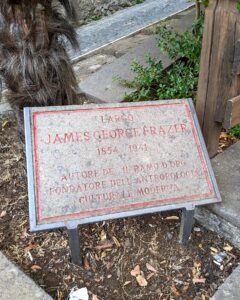 LARGO
JAMES GEORGE FRAZER
1854 1941
AUTORE DE "IL RAMO D'ORO"
FONDATORE DELL'ANTROPOLOGIA
CULTURALE MODERNA